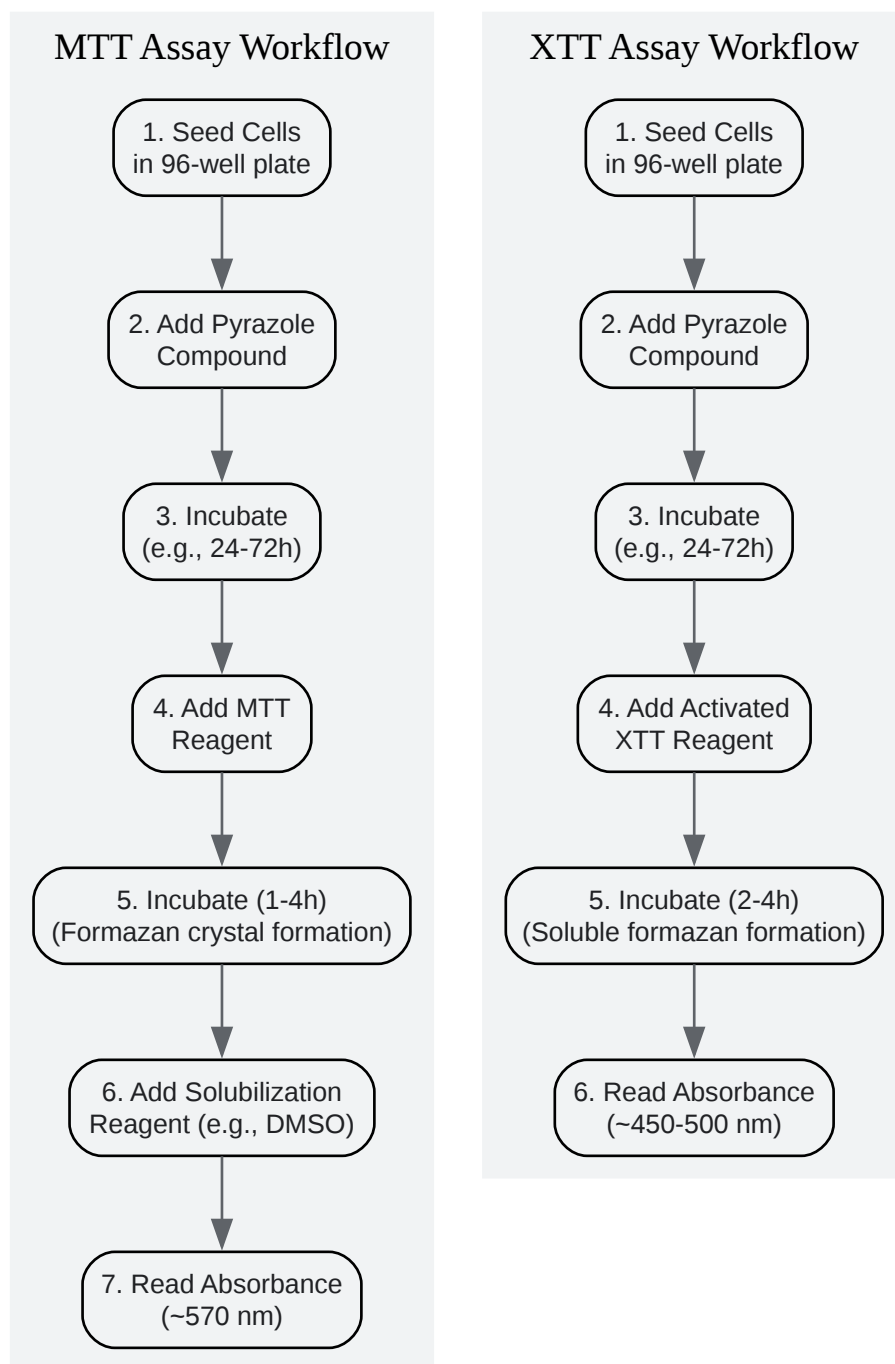 MTT Assay Workflow
1. Seed Cells
in 96-well plate
2. Add Pyrazole
Compound
3. Incubate
(e.g., 24-72h)
4. Add MTT
Reagent
5. Incubate (1-4h)
(Formazan crystal formation)
6. Add Solubilization
Reagent (e.g., DMSO)
7. Read Absorbance
(~570 nm)
XTT Assay Workflow
1. Seed Cells
in 96-well plate
2. Add Pyrazole
Compound
3. Incubate
(e.g., 24-72h)
4. Add Activated
XTT Reagent
5. Incubate (2-4h)
(Soluble formazan formation)
6. Read Absorbance
(~450-500 nm)